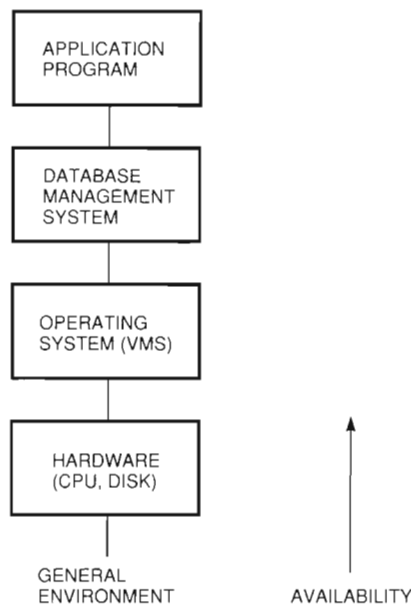 APPLICATION
PROGRAM
DATABASE
MANAGEMENT
SYSTEM
OPERATING
SYSTEM (VMS)
HARDWARE
(CPU, DISK)
GENERAL
ENVIRONMENT
AVAILABILITY